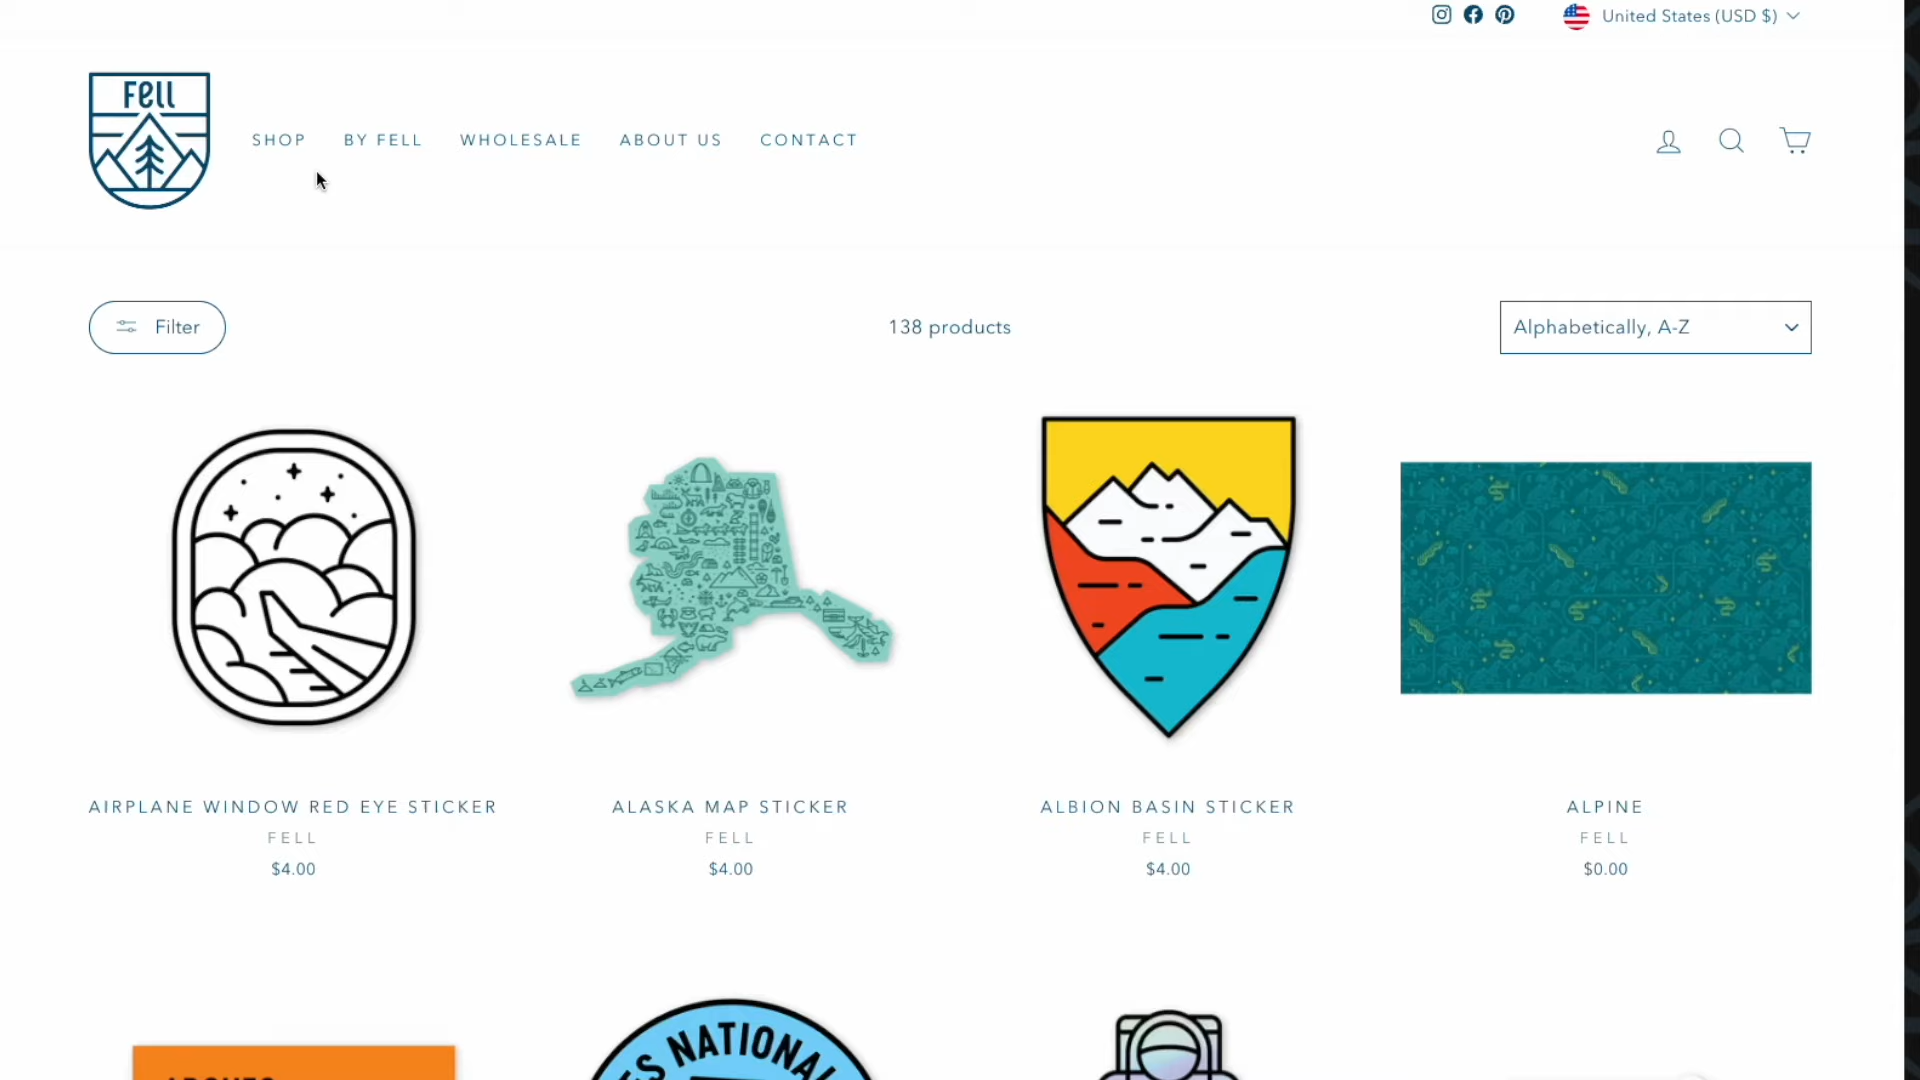 United States (USD $)
Fell
SHOP
BY FELL
WHOLESALE
ABOUT US
CONTACT
Filter
138 products
Alphabetically, A-Z
AIRPLANE WINDOW RED EYE STICKER
FELL
$4.00
ALASKA MAP STICKER
FELL
$4.00
ALBION BASIN STICKER
FELL
$4.00
ALPINE
FELL
$0.00
NATIONAL